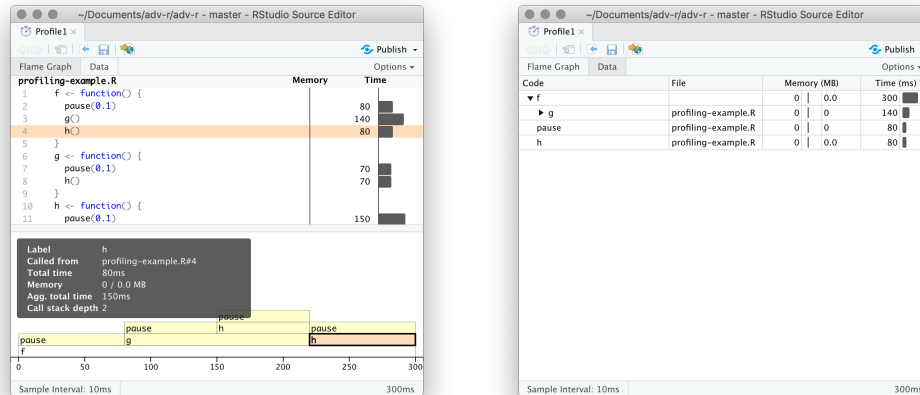 ~/Documents/adv-r/adv-r - master - RStudio Source Editor
Profile1 ×
Publish
Flame Graph Data Options
profiling-example.R Memory Time
1 f <- function() {
2 pause(0.1) 80
3 g() 140
4 h() 80
5 }
6 g <- function() {
7 pause(0.1) 70
8 h() 70
9 }
10 h <- function() {
11 pause(0.1) 150
Label h
Called from profiling-example.R#4
Total time 80ms
Memory 0 / 0.0 MB
Agg. total time 150ms
Call stack depth 2
pause
pause h pause
pause g h
f
0 50 100 150 200 250 300
Sample Interval: 10ms 300ms
~/Documents/adv-r/adv-r - master - RStudio Source Editor
Profile1 ×
Publish
Flame Graph Data Options
Code File Memory (MB) Time (ms)
▼ f 0 0.0 300
▶ g profiling-example.R 0 0 140
pause profiling-example.R 0 0 80
h profiling-example.R 0 0.0 80
Sample Interval: 10ms 300ms